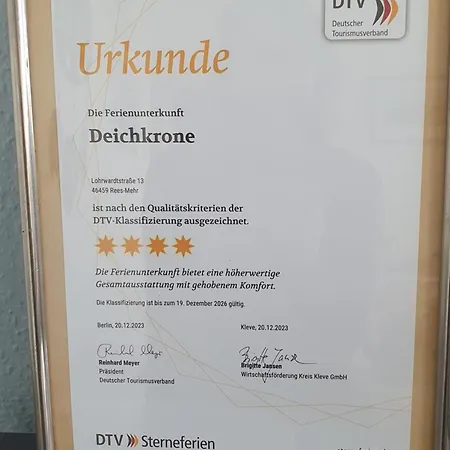 DTV
Deutscher
Tourismusverband
Urkunde
Die Ferienunterkunft
Deichkrone
Lohrwardtstraße 13
46459 Rees-Mehr
ist nach den Qualitätskriterien der
DTV-Klassifizierung ausgezeichnet.
Die Ferienunterkunft bietet eine höherwertige
Gesamtausstattung mit gehobenem Komfort.
Die Klassifizierung ist bis zum 19. Dezember 2026 gültig.
Berlin, 20.12.2023
Kleve, 20.12.2023
Reinhard Meyer
Präsident
Deutscher Tourismusverband
Brigitte Jansen
Wirtschaftsförderung Kreis Kleve GmbH
DTV Sterneferien